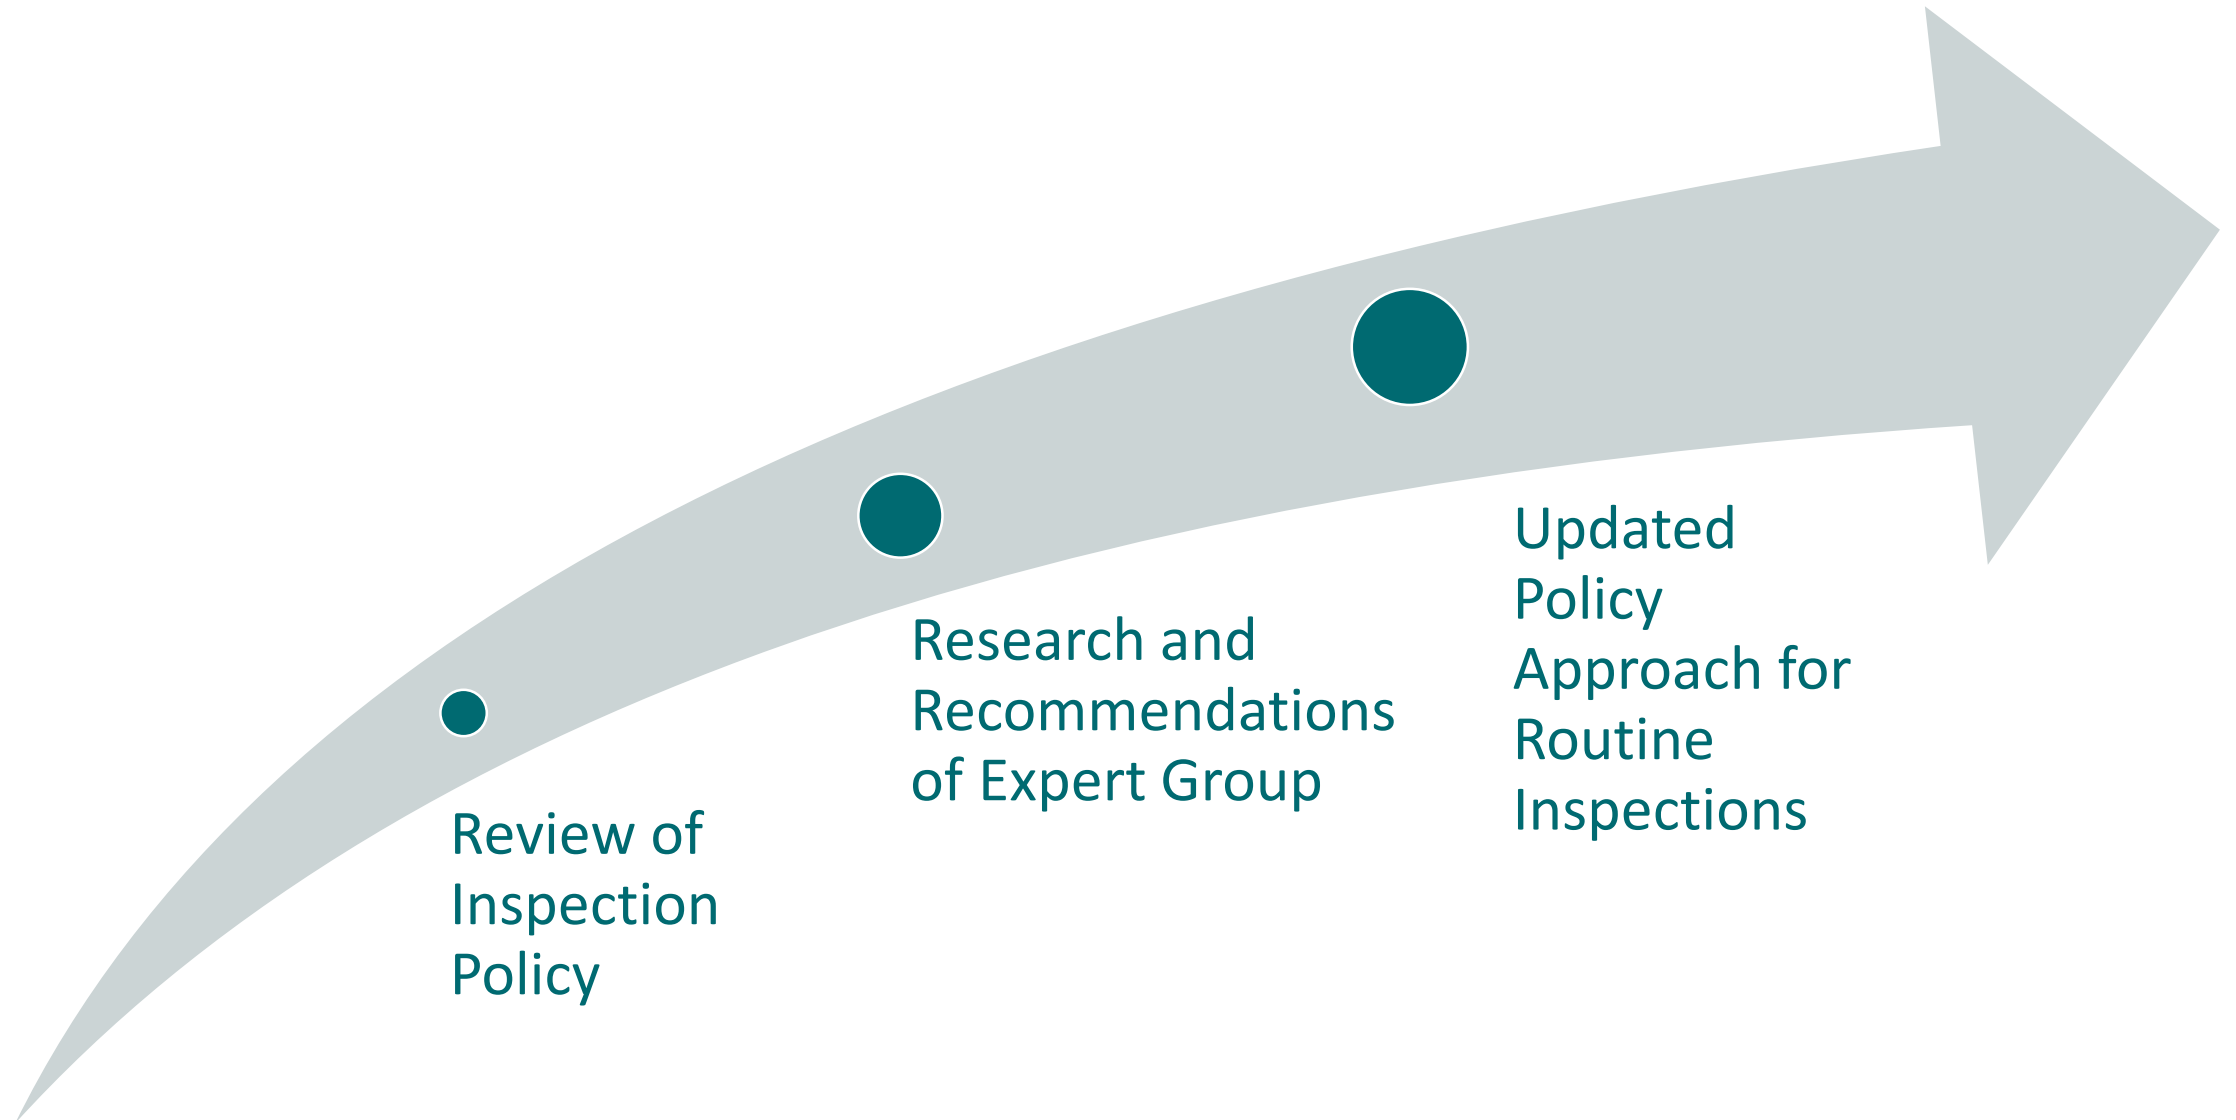 Review of
Inspection
Policy
Research and
Recommendations
of Expert Group
Updated
Policy
Approach for
Routine
Inspections